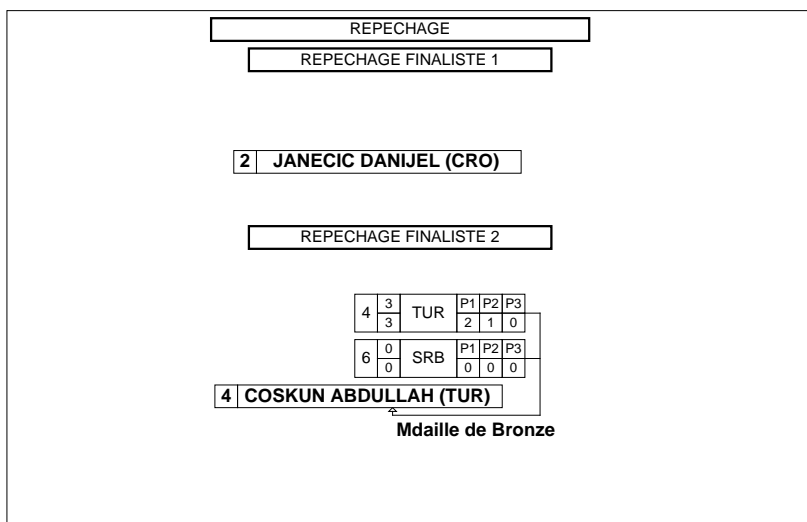 REPECHAGE
REPECHAGE FINALISTE 1
2 JANECIC DANIJEL (CRO)
REPECHAGE FINALISTE 2
4 3 TUR P1 P2 P3
3 2 1 0
6 0 SRB P1 P2 P3
0 0 0 0
4 COSKUN ABDULLAH (TUR)
Mdaille de Bronze